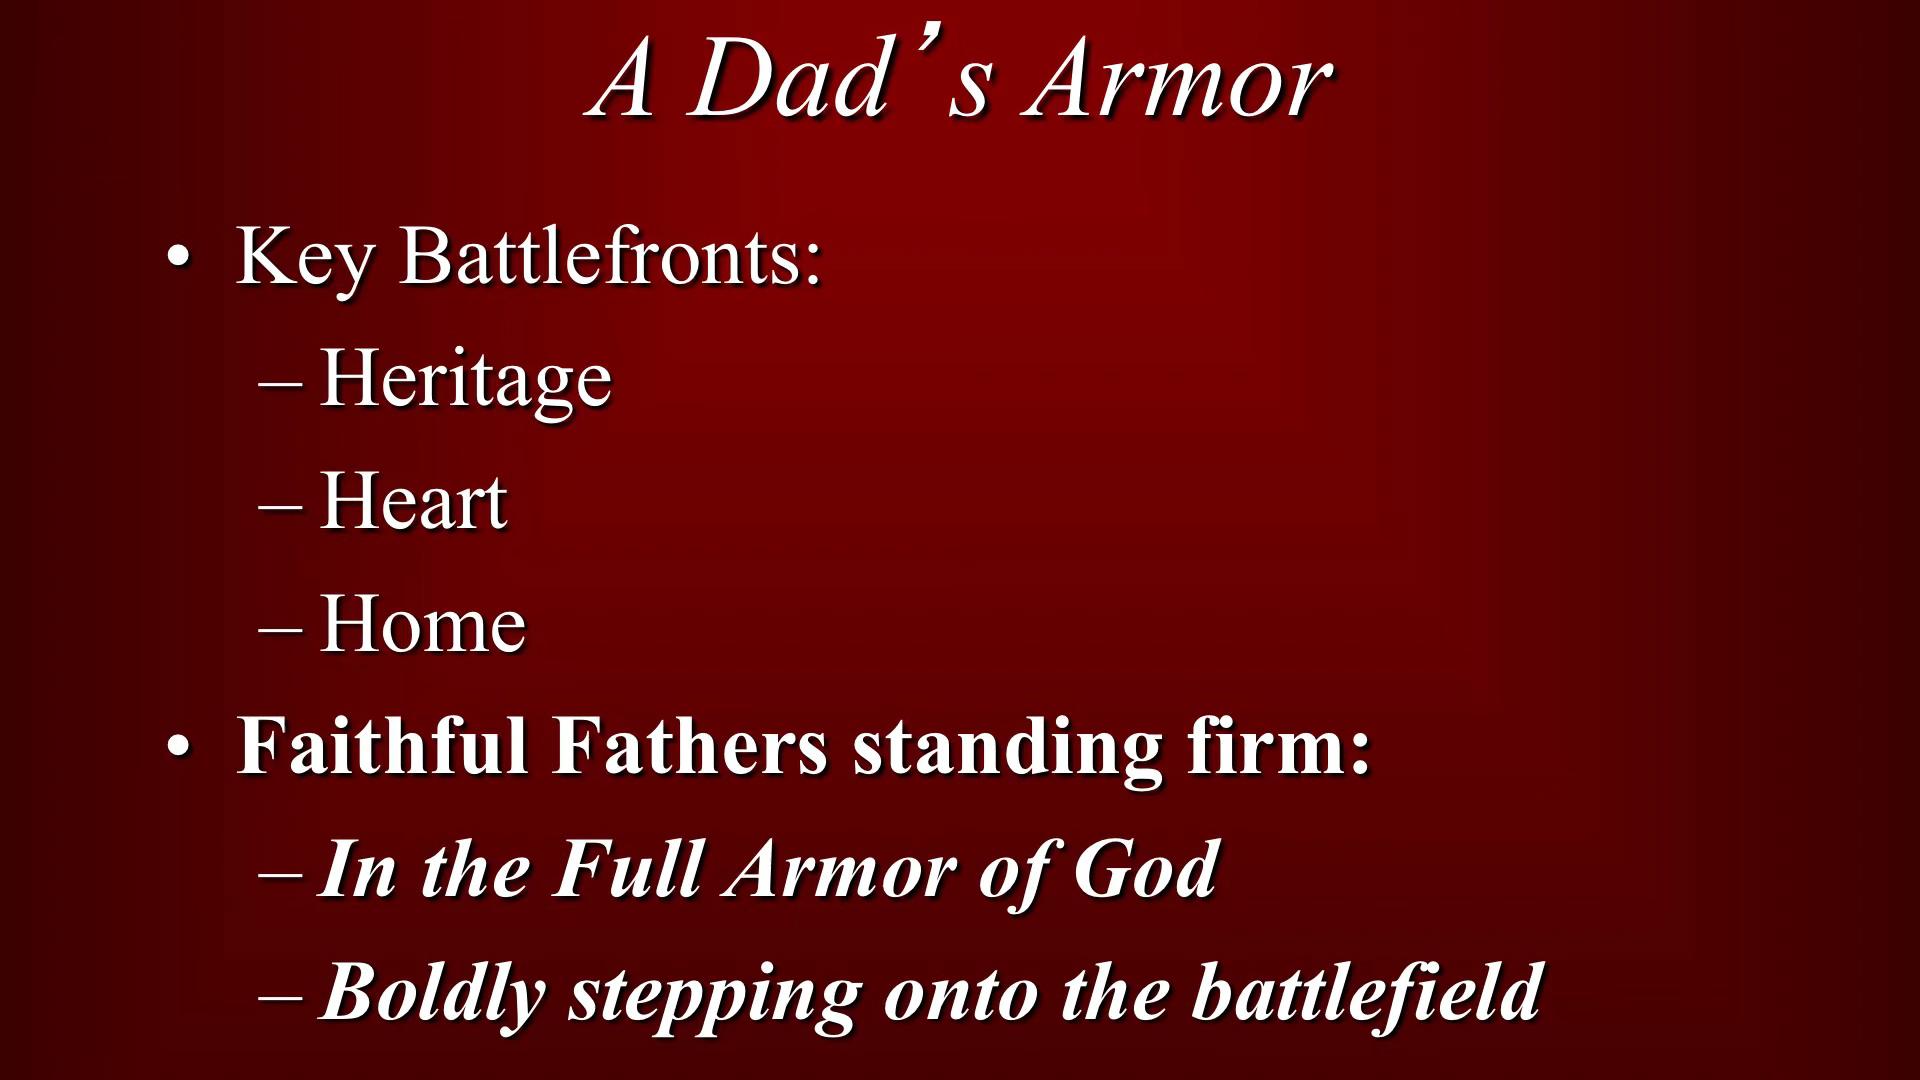 A Dad’s Armor
• Key Battlefronts:
– Heritage
– Heart
– Home
• Faithful Fathers standing firm:
– In the Full Armor of God
– Boldly stepping onto the battlefield